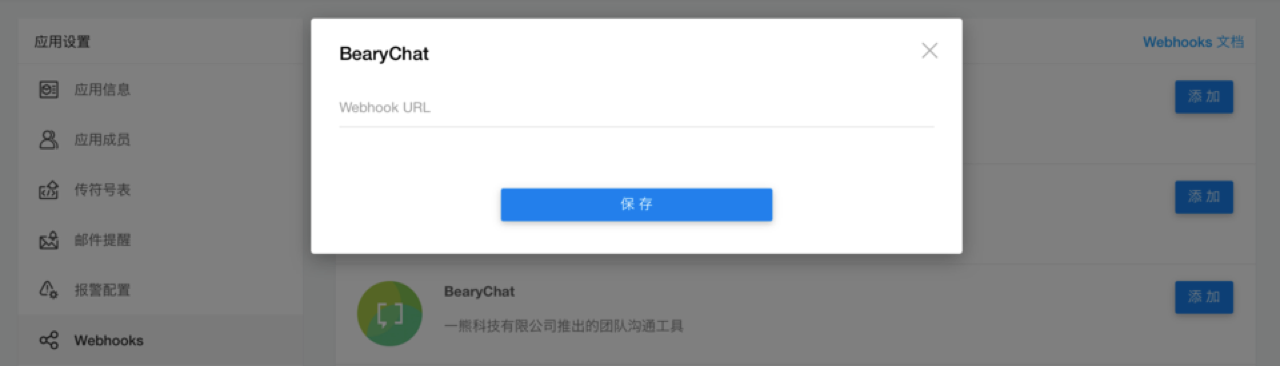 应用设置
应用信息
应用成员
传符号表
邮件提醒
报警配置
Webhooks
BearyChat
Webhook URL
保 存
Webhooks 文档
添 加
添 加
BearyChat
一熊科技有限公司推出的团队沟通工具
添 加